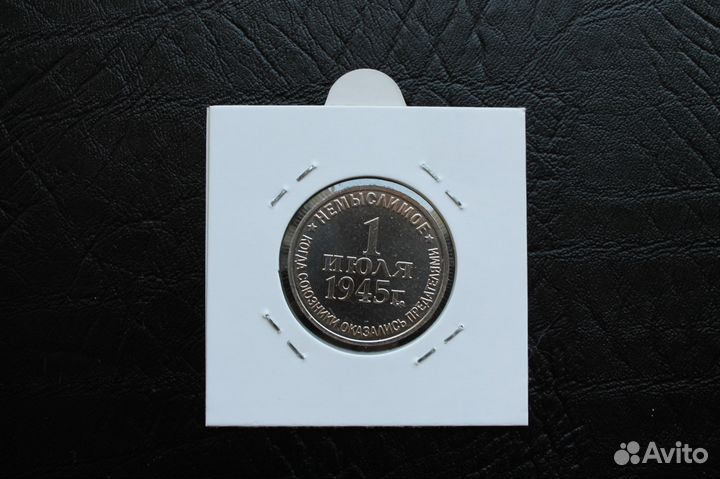 ★ НЕМЫСЛИМОЕ ★
1
ИЮЛЯ
1945г.
КОГДА СОЮЗНИКИ ОКАЗАЛИСЬ ПРЕДАТЕЛЯМИ
Avito